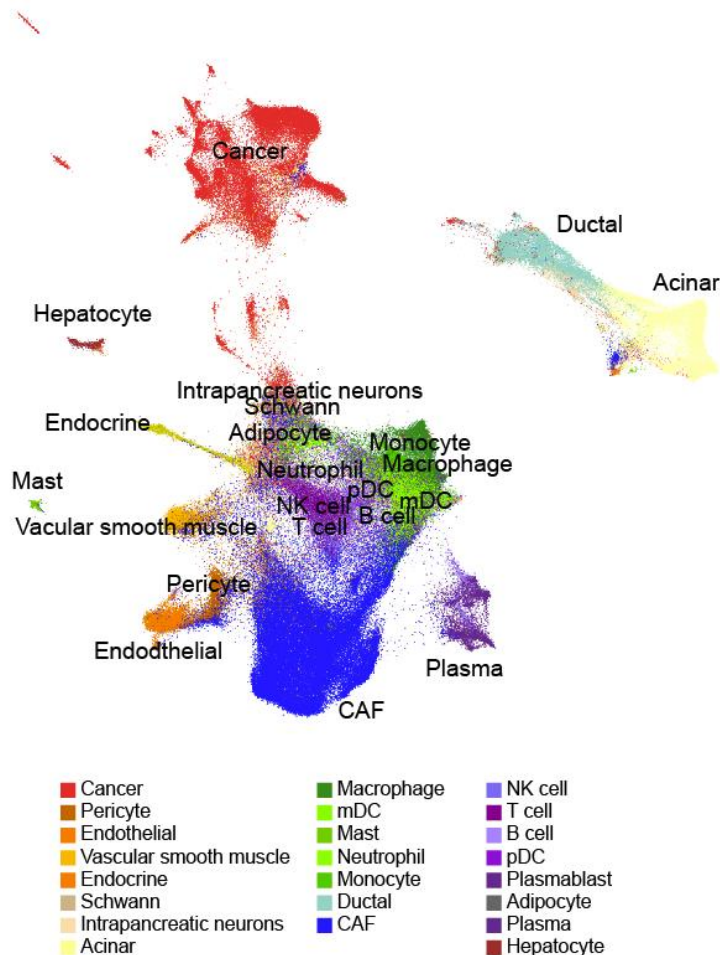 Cancer
Ductal
Acinar
Hepatocyte
Intrapancreatic neurons
Schwann
Endocrine
Adipocyte
Monocyte
Neutrophil
Macrophage
Mast
pDC
mDC
NK cell
B cell
Vacular smooth muscle
T cell
Pericyte
Endodthelial
Plasma
CAF
Cancer
Pericyte
Endothelial
Vascular smooth muscle
Endocrine
Schwann
Intrapancreatic neurons
Acinar
Macrophage
mDC
Mast
Neutrophil
Monocyte
Ductal
CAF
NK cell
T cell
B cell
pDC
Plasmablast
Adipocyte
Plasma
Hepatocyte